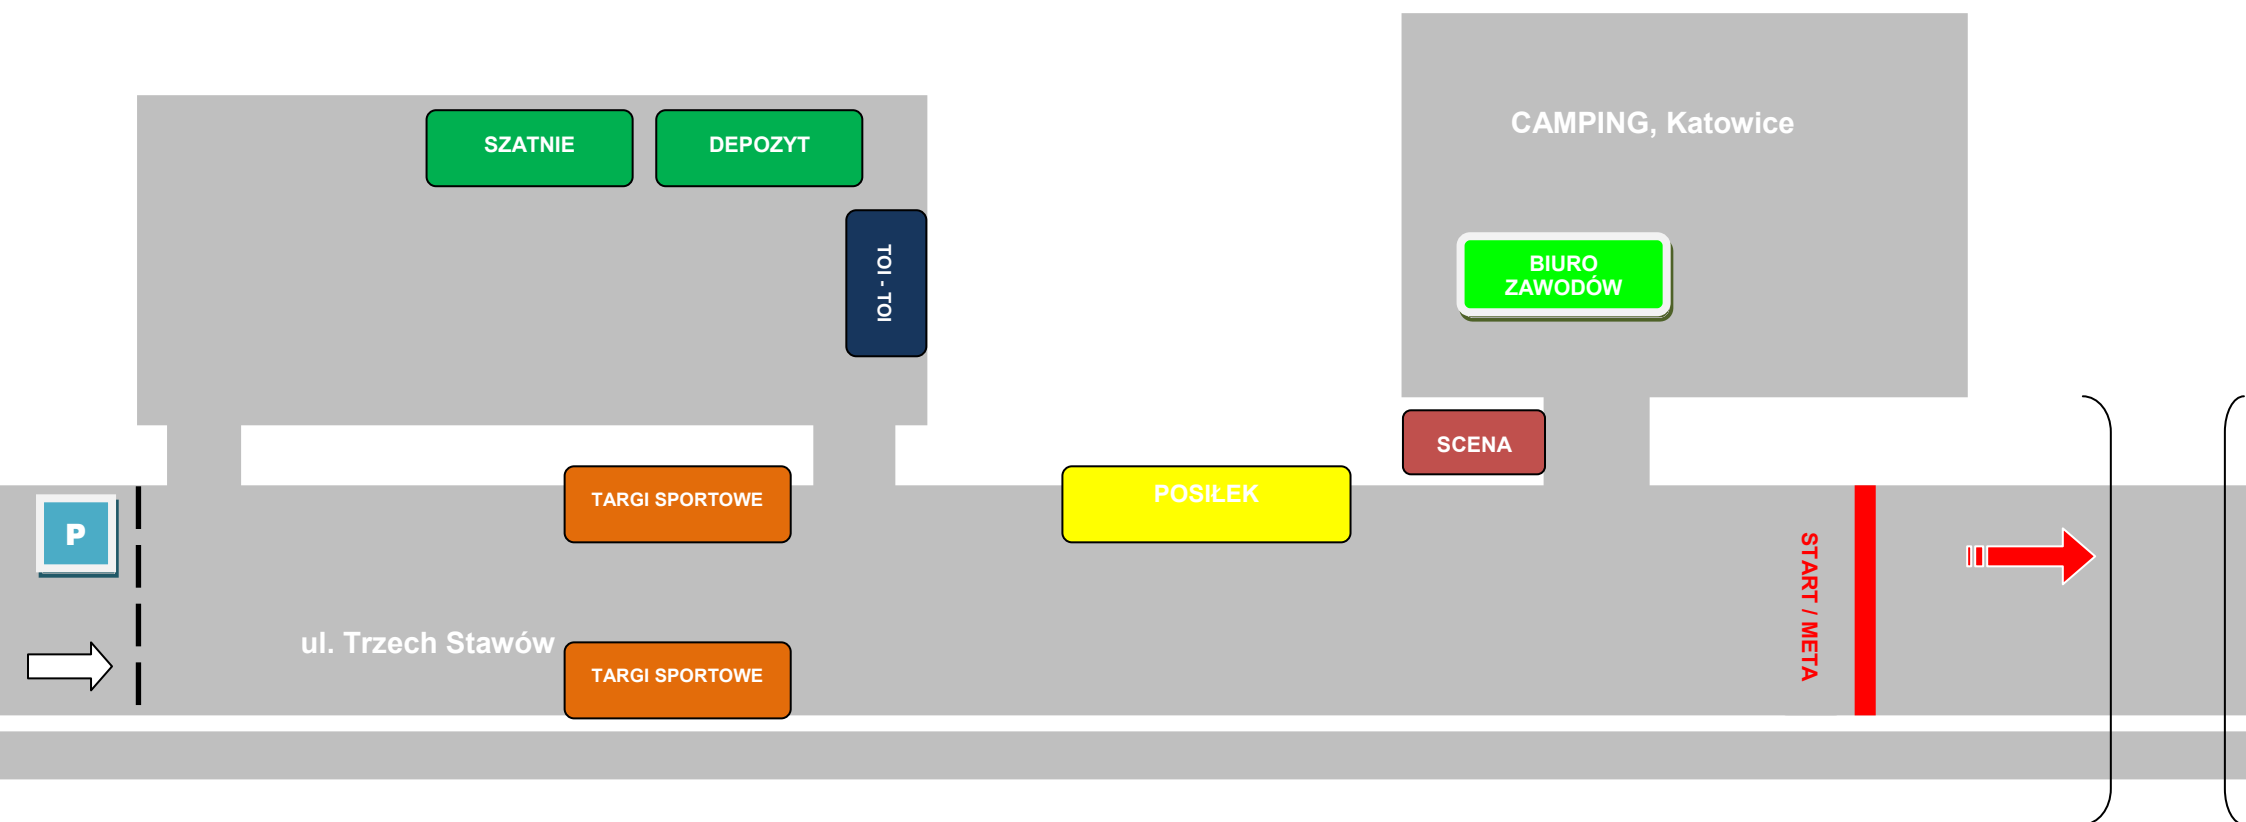 CAMPING, Katowice
SZATNIE
DEPOZYT
TOI - TOI
BIURO
ZAWODÓW
SCENA
TARGI SPORTOWE
POSIŁEK
P
START / META
ul. Trzech Stawów
TARGI SPORTOWE